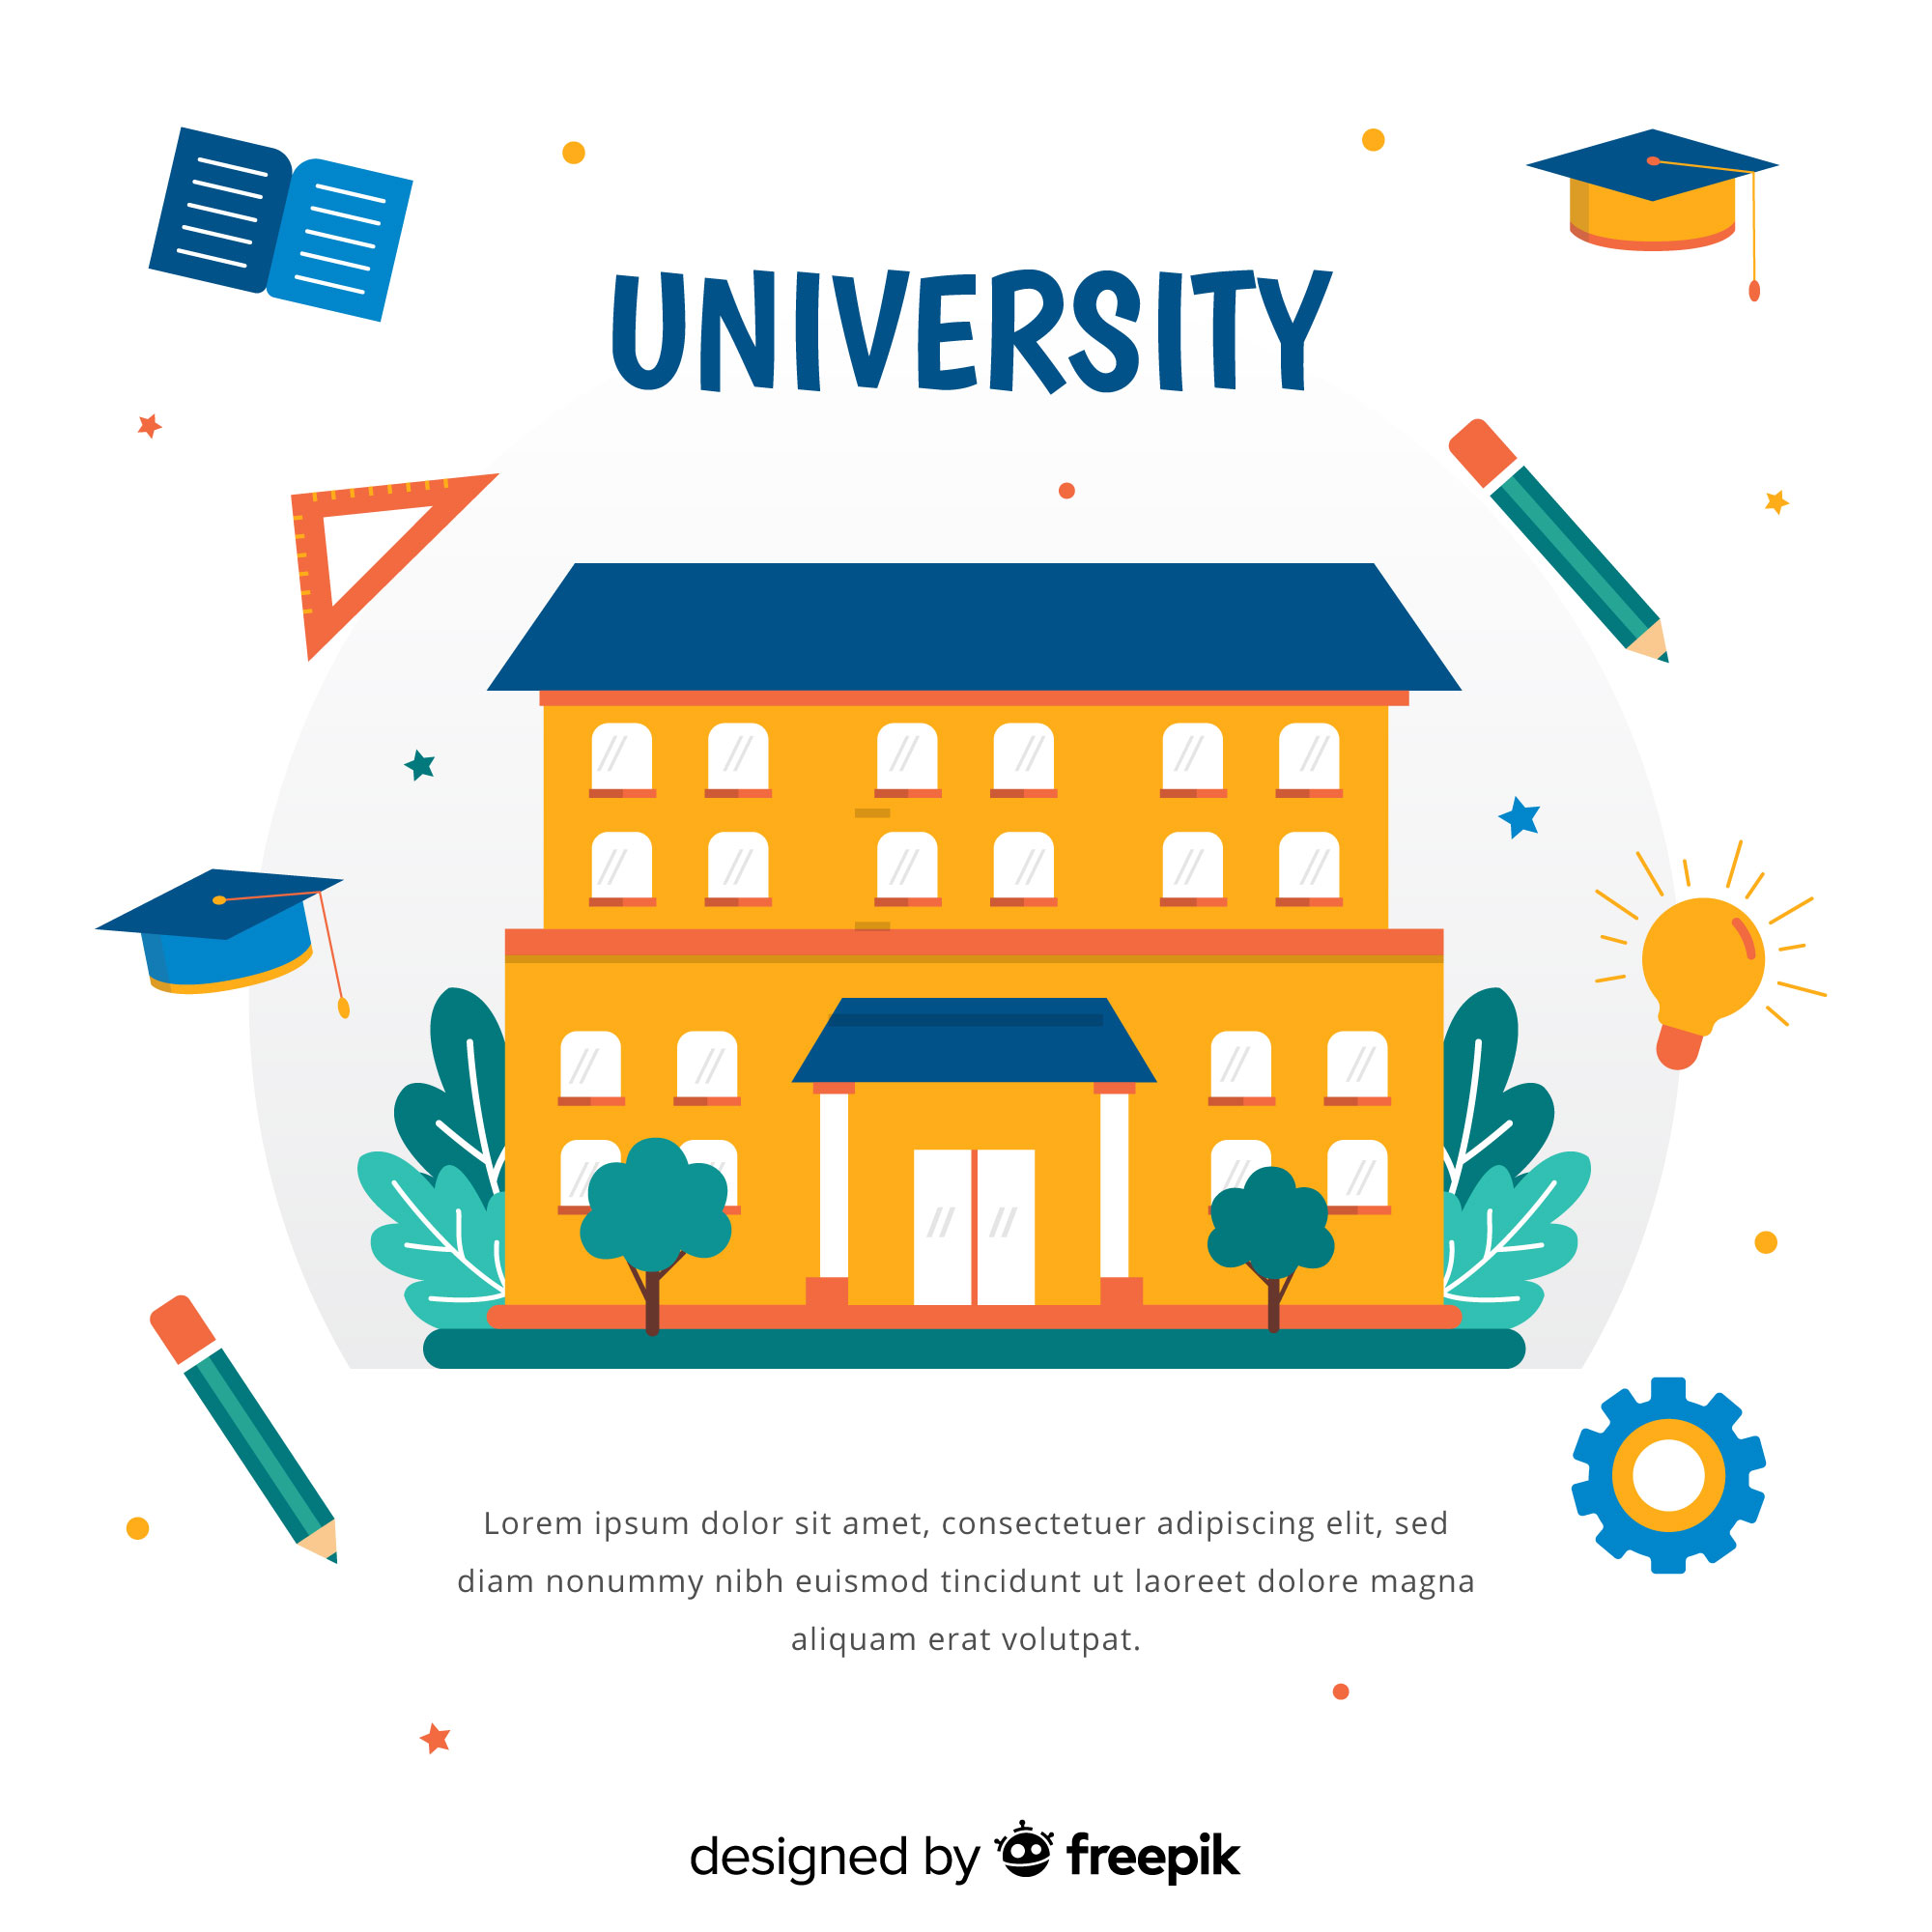 UNIVERSITY
Lorem ipsum dolor sit amet, consectetuer adipiscing elit, sed
diam nonummy nibh euismod tincidunt ut laoreet dolore magna
aliquam erat volutpat.
designed by freepik